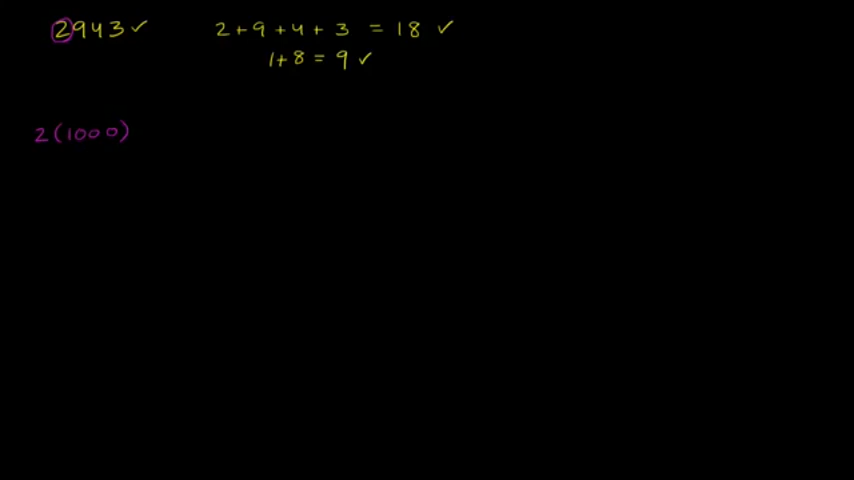 2943 ✓ 2 + 9 + 4 + 3 = 18 ✓
1 + 8 = 9 ✓
2 (1000)